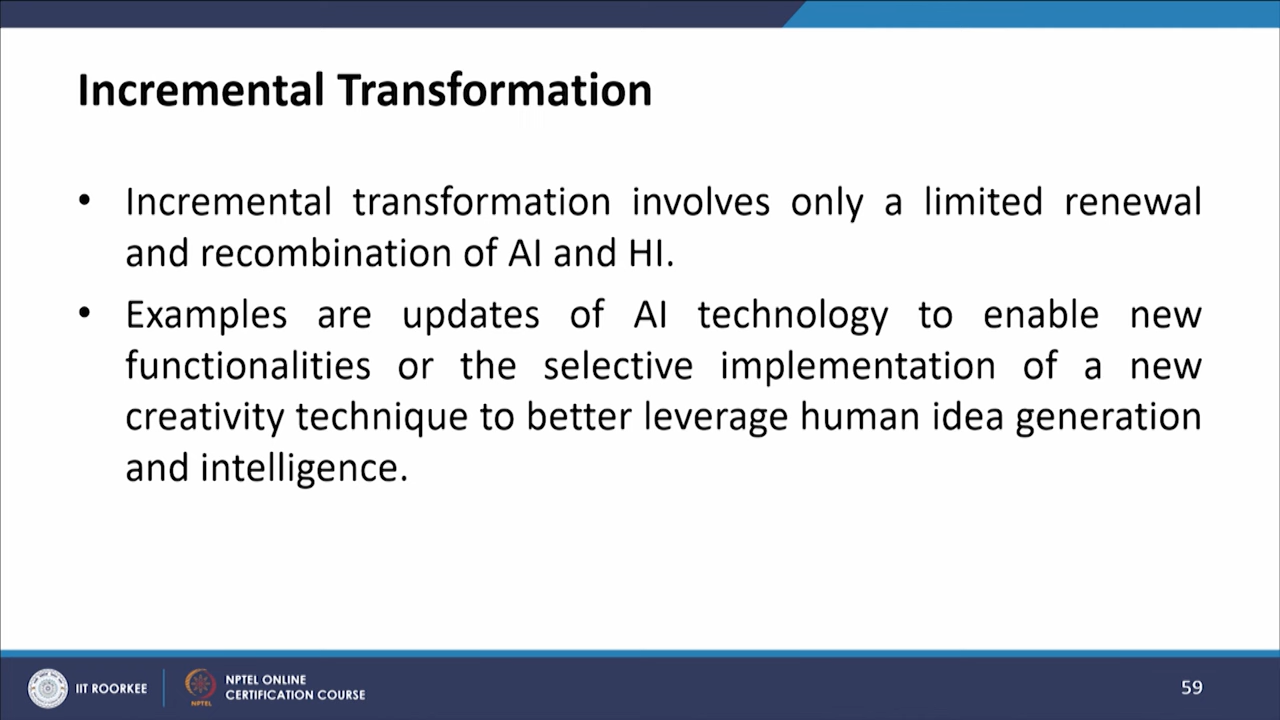 Incremental Transformation
• Incremental transformation involves only a limited renewal
and recombination of AI and HI.
• Examples are updates of AI technology to enable new
functionalities or the selective implementation of a new
creativity technique to better leverage human idea generation
and intelligence.
IIT ROORKEE
NPTEL
NPTEL ONLINE
CERTIFICATION COURSE
59